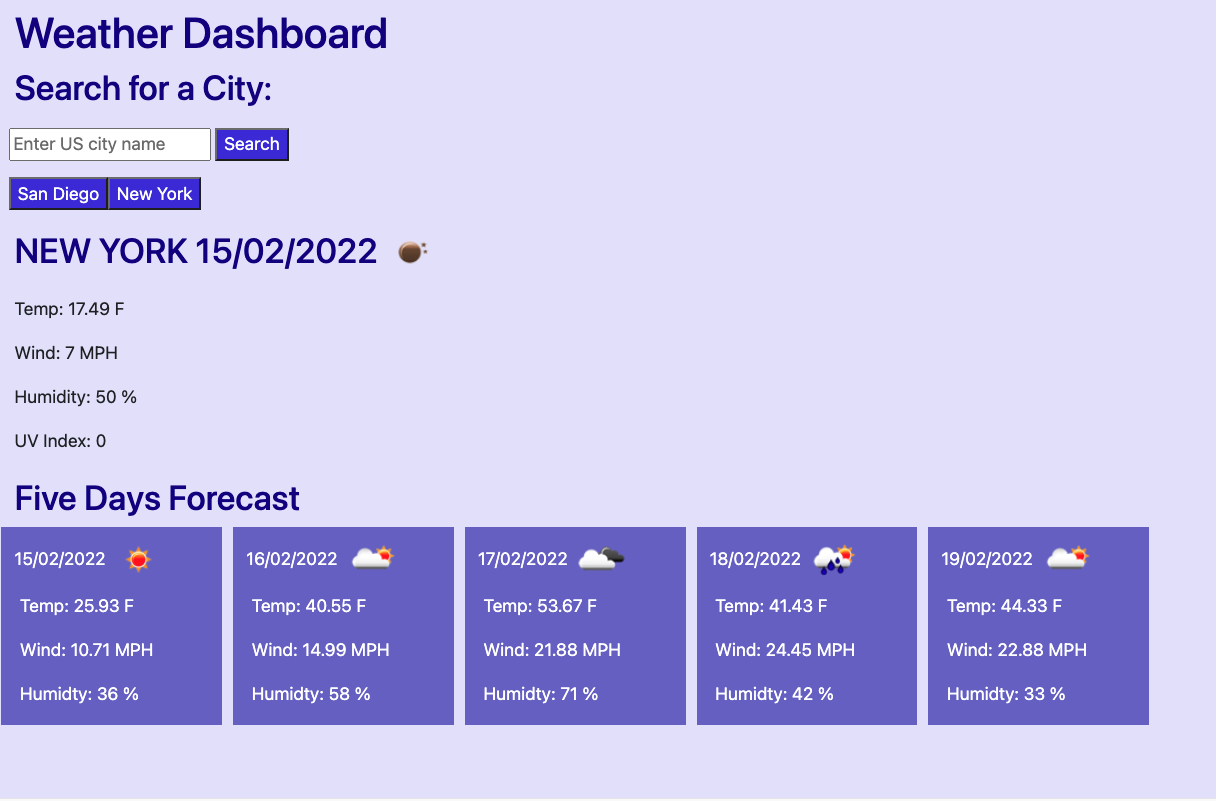 Weather Dashboard
Search for a City:
Enter US city name Search
San Diego New York
NEW YORK 15/02/2022
Temp: 17.49 F
Wind: 7 MPH
Humidity: 50 %
UV Index: 0
Five Days Forecast
15/02/2022
Temp: 25.93 F
Wind: 10.71 MPH
Humidty: 36 %
16/02/2022
Temp: 40.55 F
Wind: 14.99 MPH
Humidty: 58 %
17/02/2022
Temp: 53.67 F
Wind: 21.88 MPH
Humidty: 71 %
18/02/2022
Temp: 41.43 F
Wind: 24.45 MPH
Humidty: 42 %
19/02/2022
Temp: 44.33 F
Wind: 22.88 MPH
Humidty: 33 %